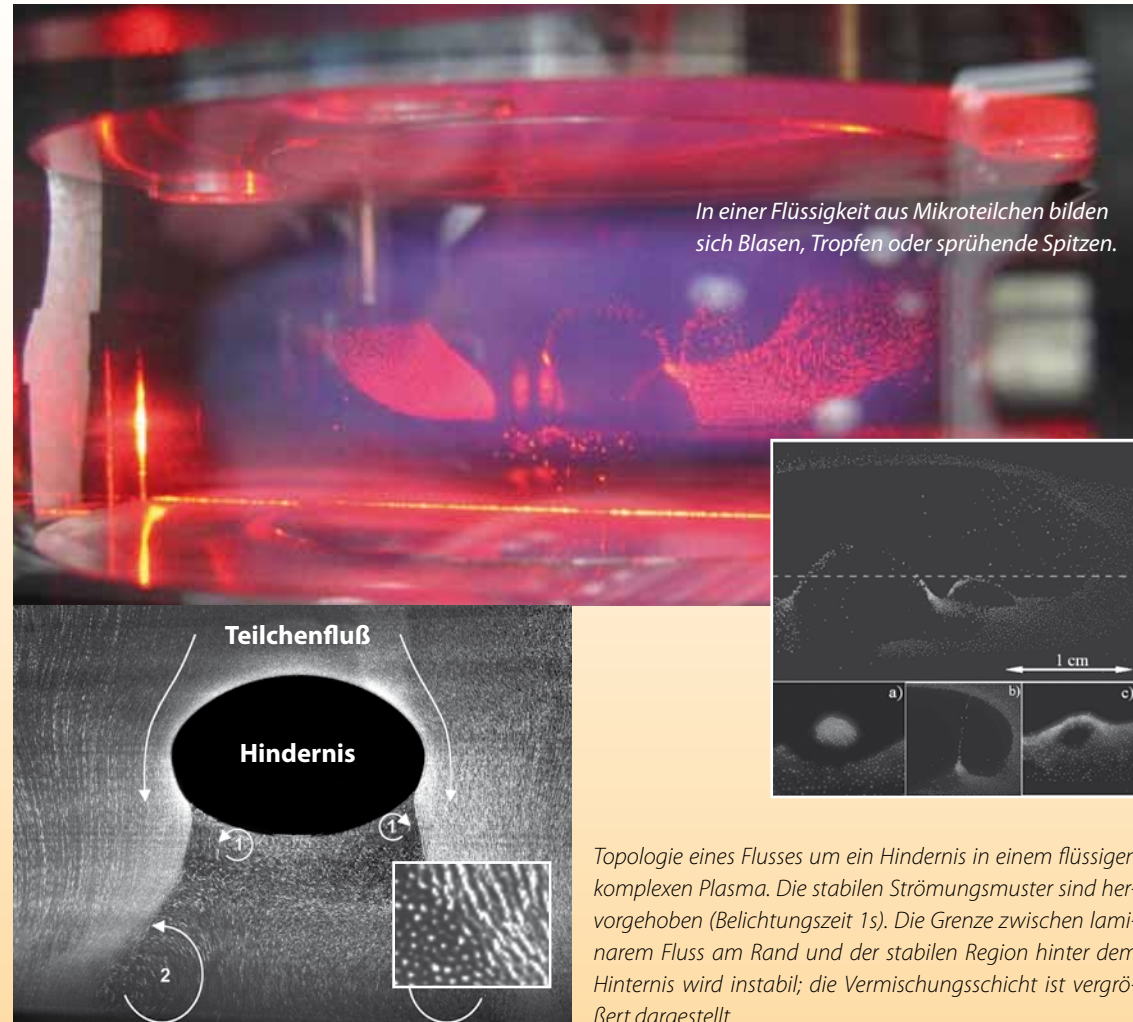 In einer Flüssigkeit aus Mikroteilchen bilden
sich Blasen, Tropfen oder sprühende Spitzen.
1 cm
a)
b)
c)
Teilchenfluß
Hindernis
1
1
2
Topologie eines Flusses um ein Hindernis in einem flüssigen
komplexen Plasma. Die stabilen Strömungsmuster sind her-
vorgehoben (Belichtungszeit 1s). Die Grenze zwischen lami-
narem Fluss am Rand und der stabilen Region hinter dem
Hinternis wird instabil; die Vermischungsschicht ist vergrö-
ßert dargestellt